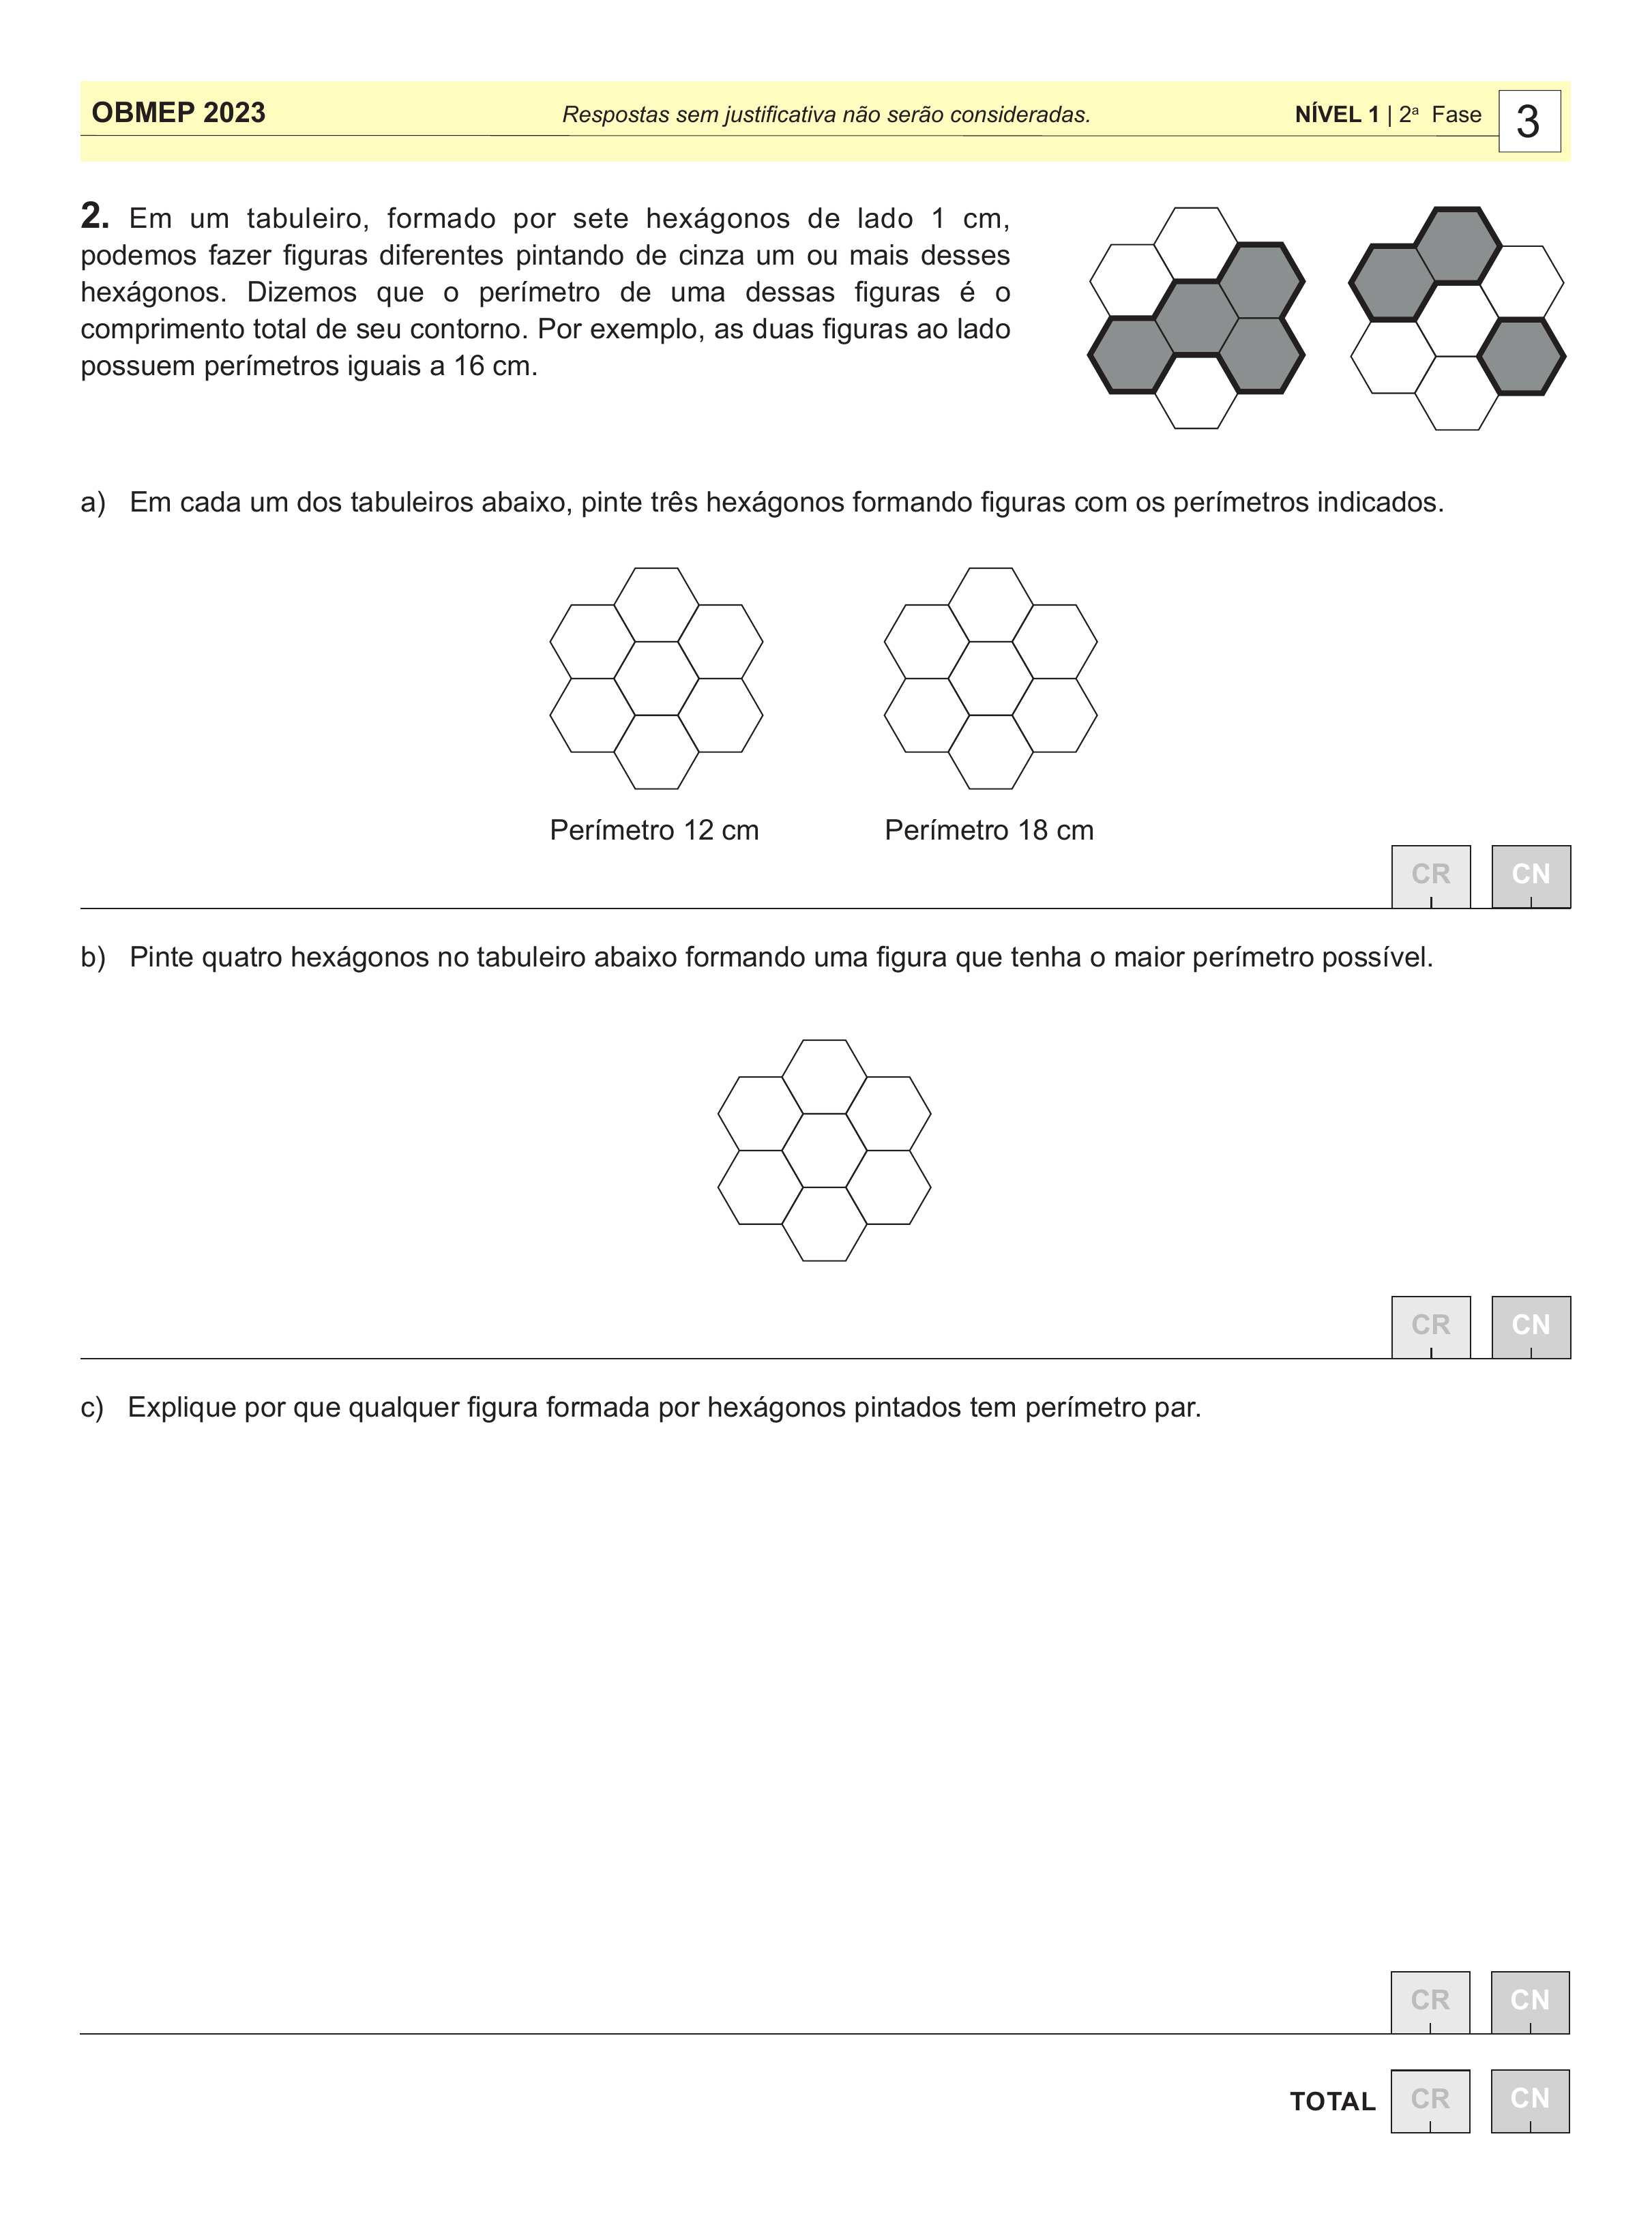 OBMEP 2023 Respostas sem justificativa não serão consideradas. NÍVEL 1 | 2ª Fase 3
2. Em um tabuleiro, formado por sete hexágonos de lado 1 cm,
podemos fazer figuras diferentes pintando de cinza um ou mais desses
hexágonos. Dizemos que o perímetro de uma dessas figuras é o
comprimento total de seu contorno. Por exemplo, as duas figuras ao lado
possuem perímetros iguais a 16 cm.
a) Em cada um dos tabuleiros abaixo, pinte três hexágonos formando figuras com os perímetros indicados.
Perímetro 12 cm Perímetro 18 cm
CR CN
b) Pinte quatro hexágonos no tabuleiro abaixo formando uma figura que tenha o maior perímetro possível.
CR CN
c) Explique por que qualquer figura formada por hexágonos pintados tem perímetro par.
CR CN
TOTAL CR CN